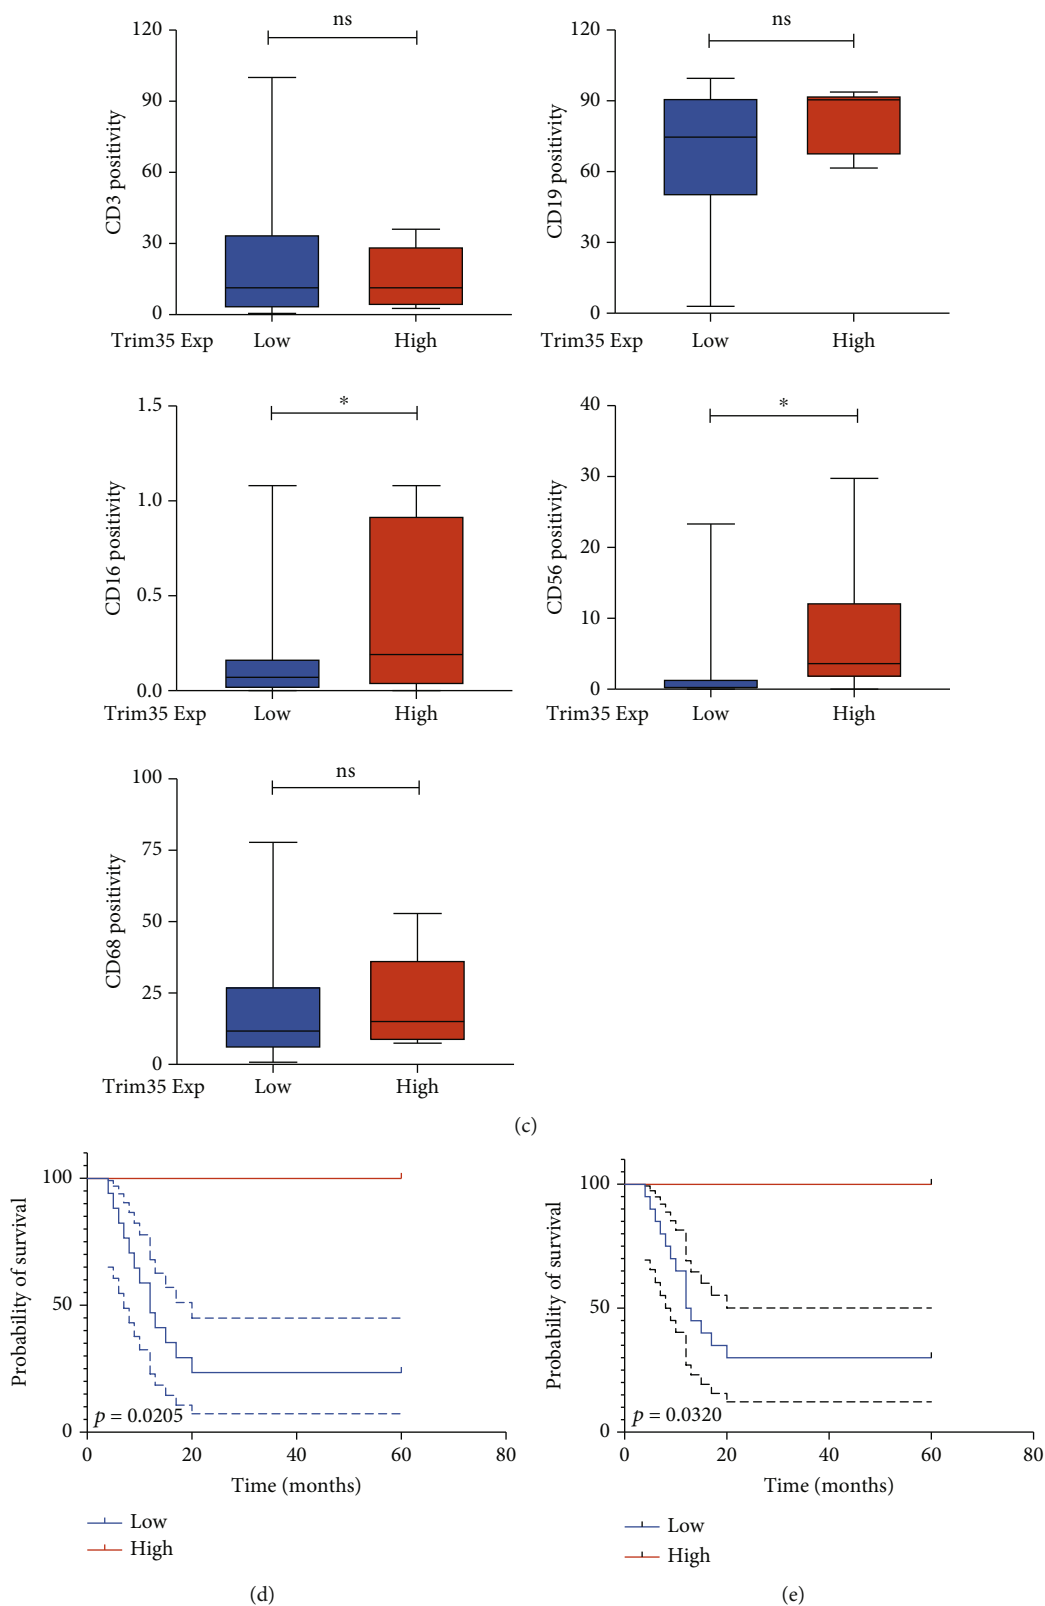 ns
120
90
60
30
0
CD3 positivity
Trim35 Exp
Low
High
ns
120
90
60
30
0
CD19 positivity
Trim35 Exp
Low
High
*
1.5
1.0
0.5
0.0
CD16 positivity
Trim35 Exp
Low
High
*
40
30
20
10
0
CD56 positivity
Trim35 Exp
Low
High
ns
100
75
50
25
0
CD68 positivity
Trim35 Exp
Low
High
(c)
100
50
0
Probability of survival
p = 0.0205
0 20 40 60 80
Time (months)
Low
High
(d)
100
50
0
Probability of survival
p = 0.0320
0 20 40 60 80
Time (months)
Low
High
(e)